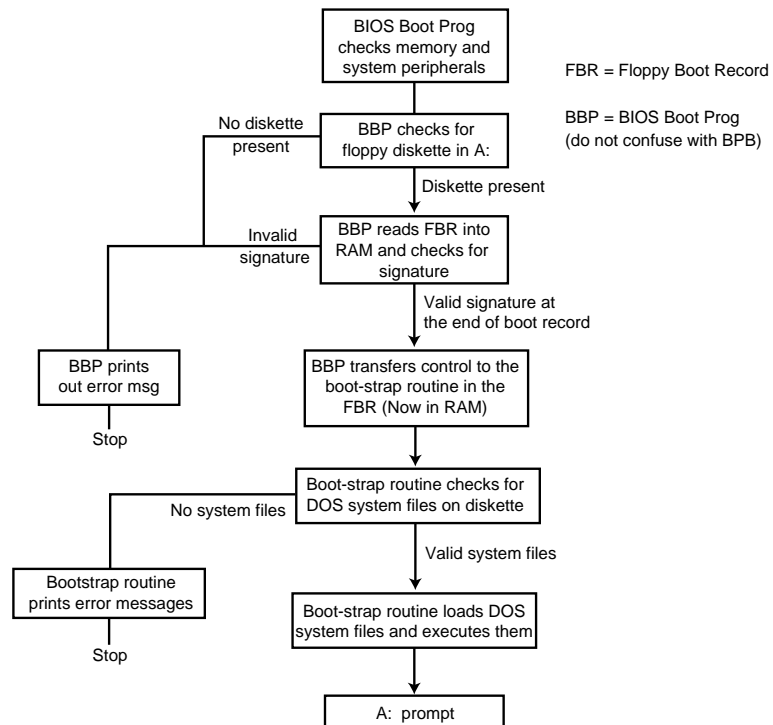 BIOS Boot Prog
checks memory and
system peripherals
FBR = Floppy Boot Record
BBP = BIOS Boot Prog
(do not confuse with BPB)
No diskette
present
BBP checks for
floppy diskette in A:
Diskette present
Invalid
signature
BBP reads FBR into
RAM and checks for
signature
Valid signature at
the end of boot record
BBP prints
out error msg
Stop
BBP transfers control to the
boot-strap routine in the
FBR (Now in RAM)
No system files
Boot-strap routine checks for
DOS system files on diskette
Valid system files
Bootstrap routine
prints error messages
Stop
Boot-strap routine loads DOS
system files and executes them
A: prompt